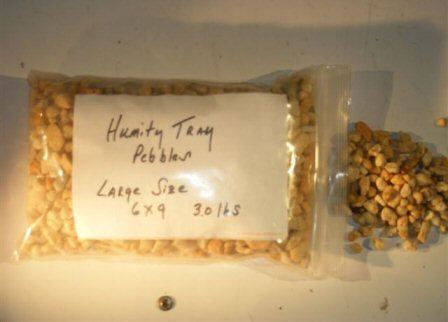 Humity Tray
Pebbles
Large Size
6x9 3.0 lbs